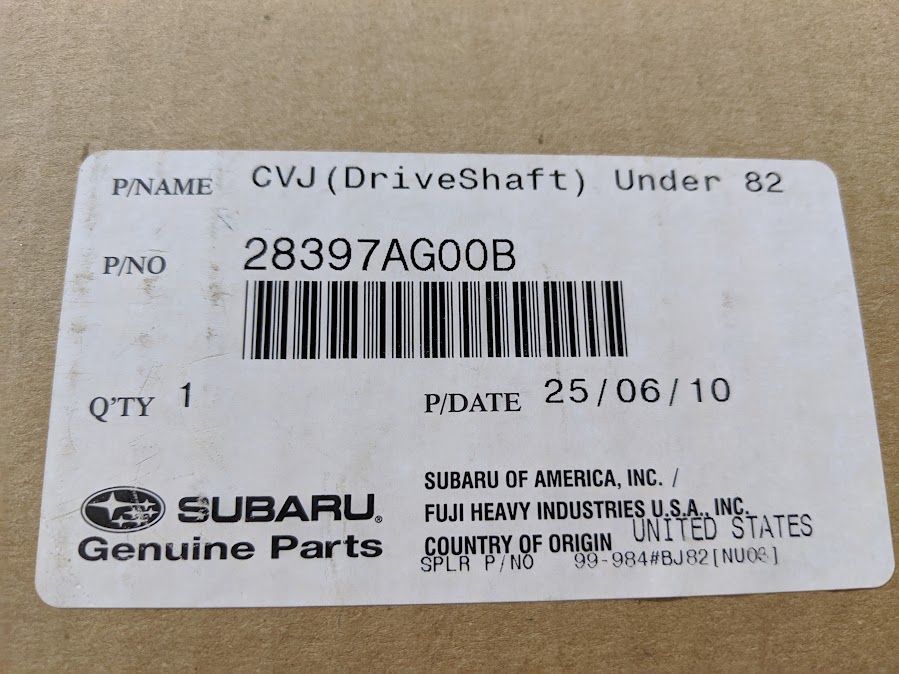 P/NAME CVJ(DriveShaft) Under 82
P/NO 28397AG00B
Q'TY 1 P/DATE 25/06/10
SUBARU OF AMERICA, INC. /
SUBARU® FUJI HEAVY INDUSTRIES U.S.A., INC.
Genuine Parts COUNTRY OF ORIGIN UNITED STATES
SPLR P/NO 99-984#BJ82[NU03]